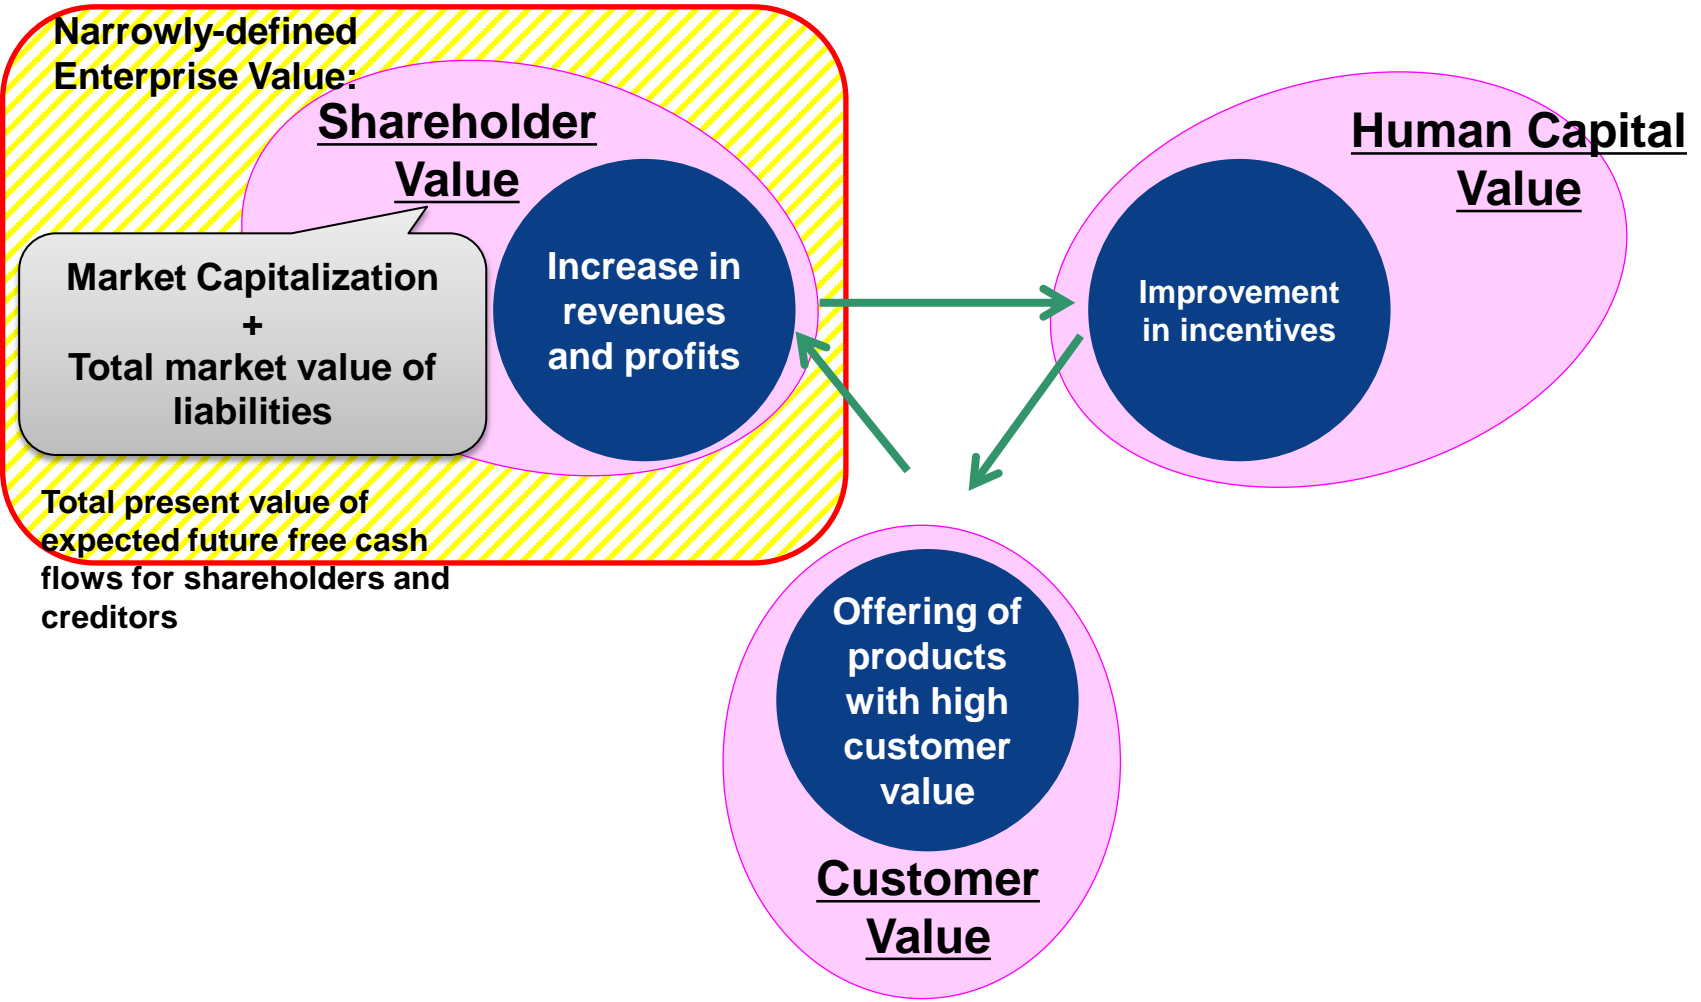 Narrowly-defined
Enterprise Value:
Shareholder
Value
Market Capitalization
+
Total market value of
liabilities
Increase in
revenues
and profits
Total present value of
expected future free cash
flows for shareholders and
creditors
Human Capital
Value
Improvement
in incentives
Offering of
products
with high
customer
value
Customer
Value